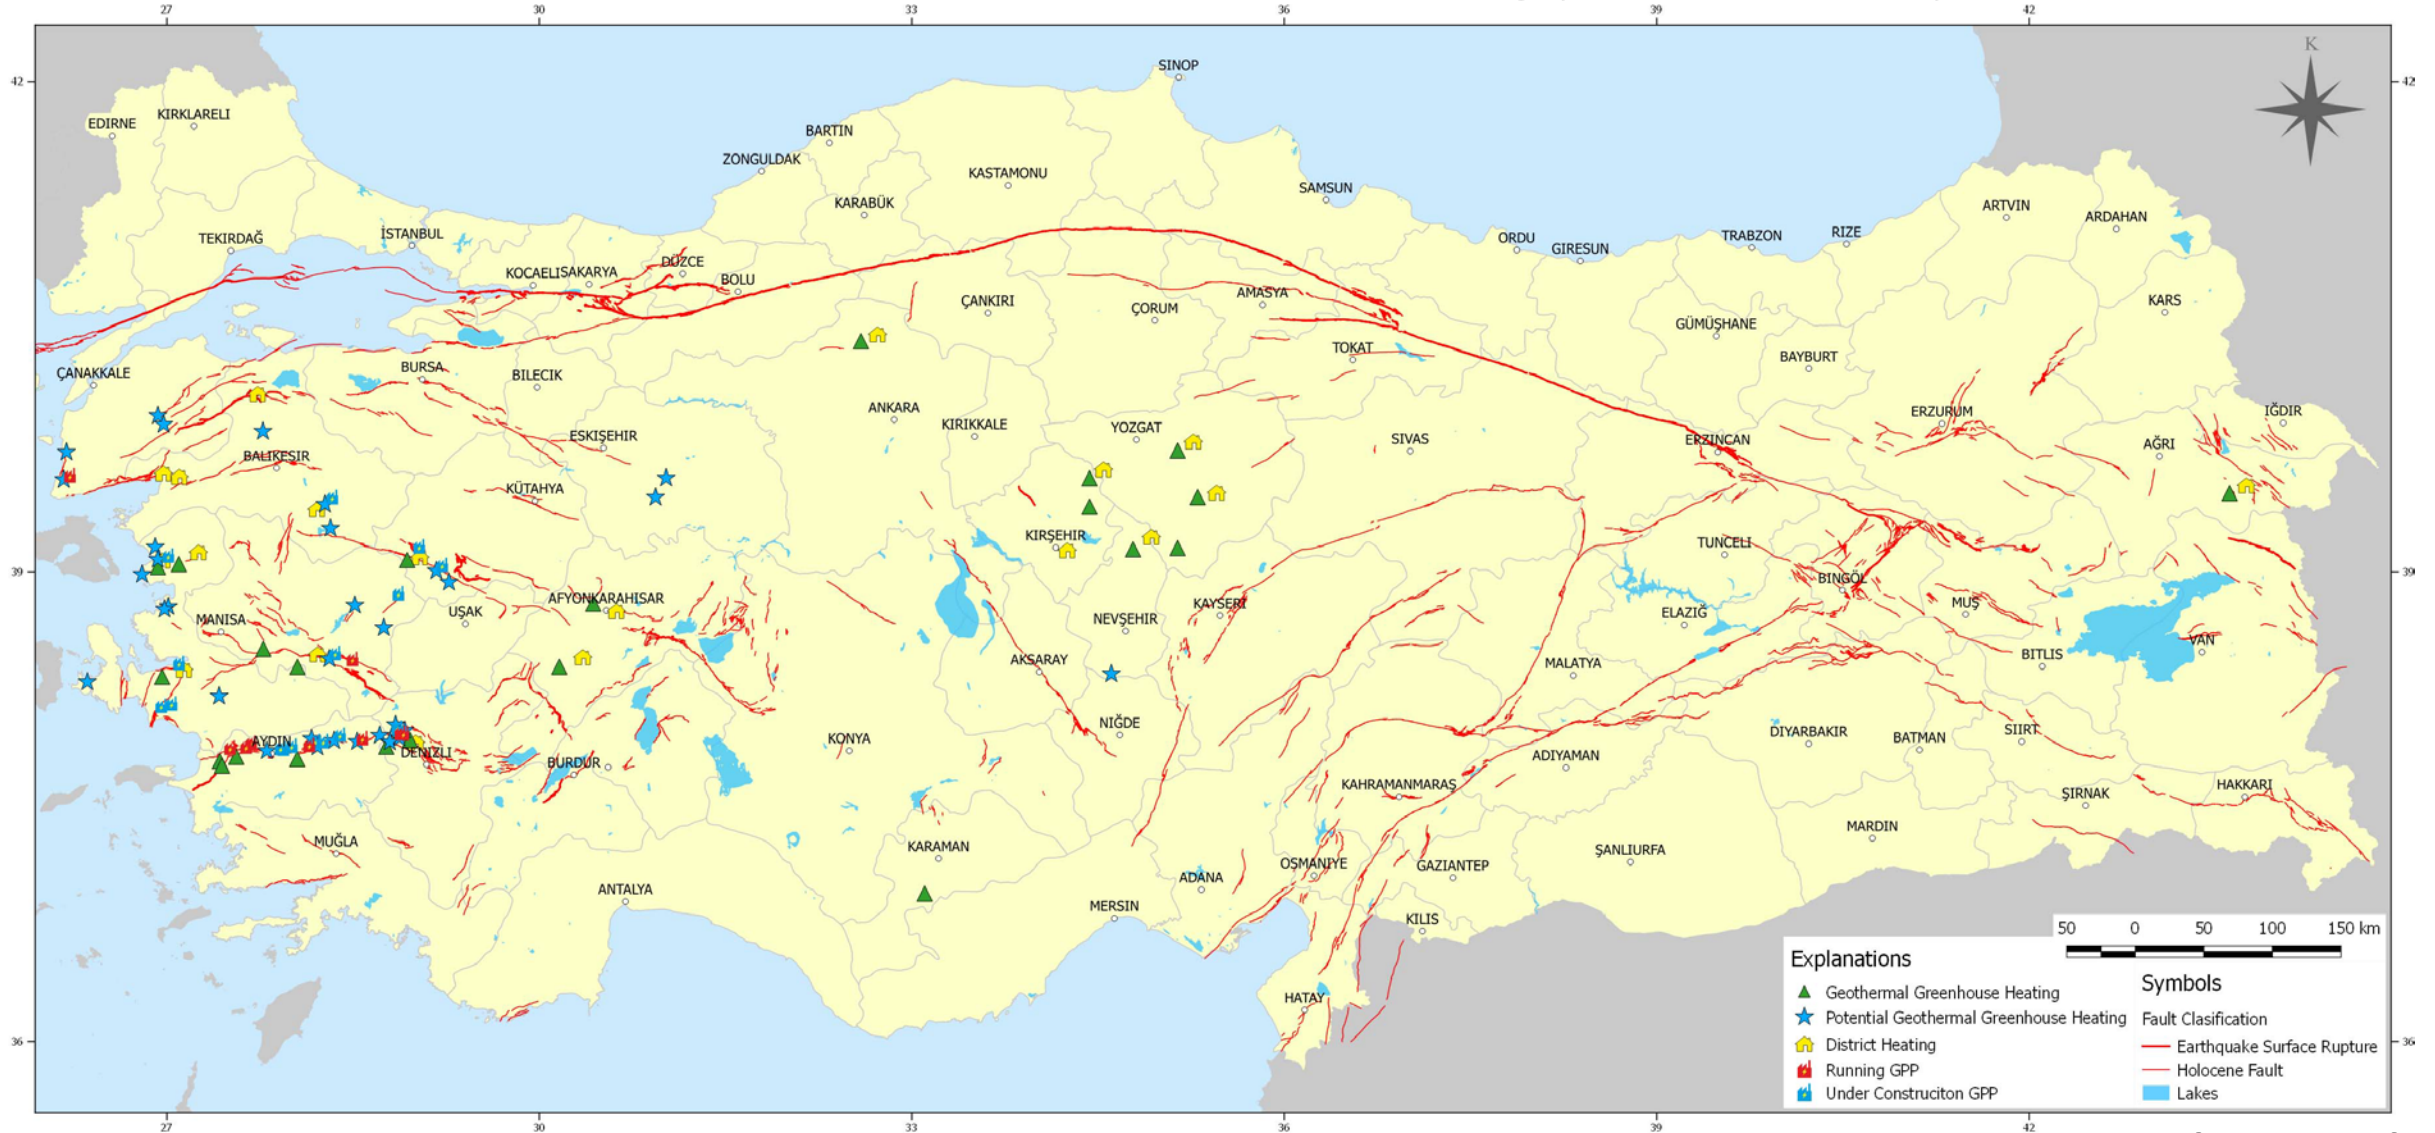 27 30 33 36 39 42
K
SINOP
42 42
KIRKLARELI
EDIRNE
BARTIN
ZONGULDAK
KASTAMONU
SAMSUN
KARABÜK
ARTVIN
ARDAHAN
TEKIRDAĞ
İSTANBUL
ORDU
GIRESUN
TRABZON
RIZE
KOCAELI
SAKARYA
DÜZCE
BOLU
ÇANKIRI
ÇORUM
AMASYA
KARS
GÜMÜŞHANE
TOKAT
BAYBURT
ÇANAKKALE
BURSA
BILECIK
ANKARA
KIRIKKALE
YOZGAT
SIVAS
ERZINCAN
ERZURUM
IĞDIR
AĞRI
ESKIŞEHIR
BALIKESIR
KÜTAHYA
KIRŞEHIR
TUNCELI
39 39
BINGÖL
MUŞ
AFYONKARAHISAR
UŞAK
MANISA
NEVŞEHIR
KAYSERI
ELAZIĞ
VAN
BITLIS
AKSARAY
MALATYA
NIĞDE
KONYA
AYDIN
DENIZLI
BURDUR
ADIYAMAN
DIYARBAKIR
BATMAN
SIIRT
KAHRAMANMARAŞ
ŞIRNAK
HAKKARI
MUĞLA
KARAMAN
OSMANIYE
GAZIANTEP
ŞANLIURFA
MARDIN
ANTALYA
ADANA
MERSIN
KILIS
HATAY
50 0 50 100 150 km
Explanations
Geothermal Greenhouse Heating
Potential Geothermal Greenhouse Heating
District Heating
Running GPP
Under Construciton GPP
Symbols
Fault Clasification
Earthquake Surface Rupture
Holocene Fault
Lakes
36 36
27 30 33 36 39 42